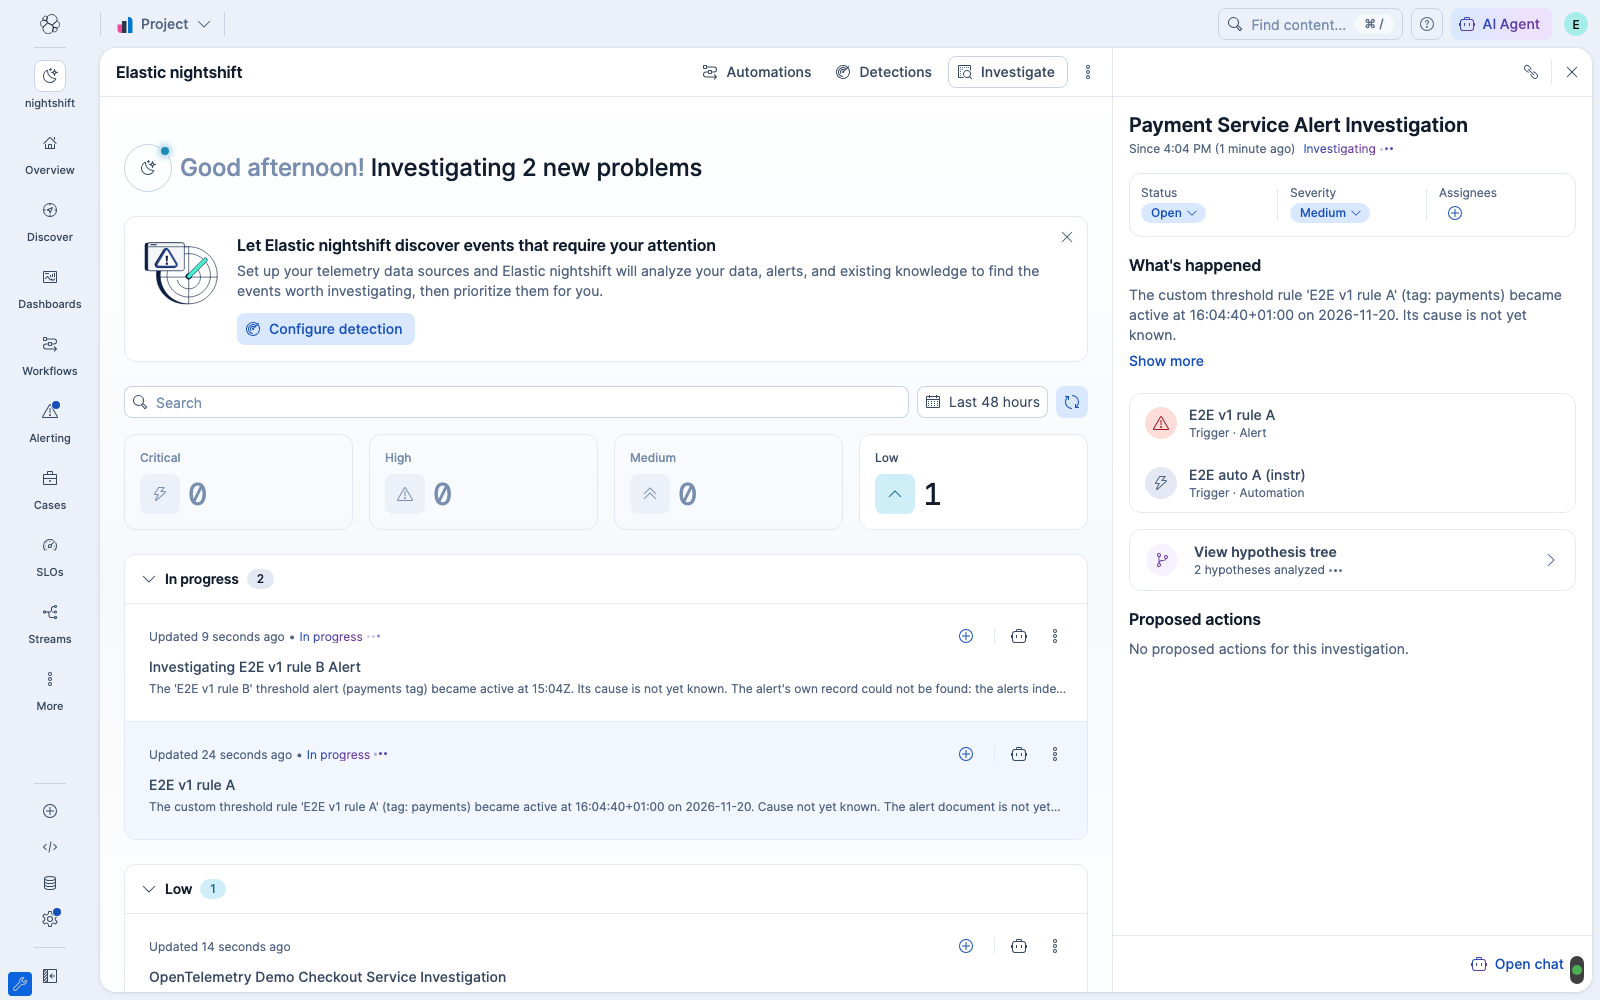 Project
Find content...
⌘ /
AI Agent
E
nightshift
Overview
Discover
Dashboards
Workflows
Alerting
Cases
SLOs
Streams
More
Elastic nightshift
Automations
Detections
Investigate
Good afternoon! Investigating 2 new problems
Let Elastic nightshift discover events that require your attention
Set up your telemetry data sources and Elastic nightshift will analyze your data, alerts, and existing knowledge to find the
events worth investigating, then prioritize them for you.
Configure detection
Search
Last 48 hours
Critical
0
High
0
Medium
0
Low
1
In progress 2
Updated 9 seconds ago • In progress
Investigating E2E v1 rule B Alert
The 'E2E v1 rule B' threshold alert (payments tag) became active at 15:04Z. Its cause is not yet known. The alert's own record could not be found: the alerts inde...
Updated 24 seconds ago • In progress
E2E v1 rule A
The custom threshold rule 'E2E v1 rule A' (tag: payments) became active at 16:04:40+01:00 on 2026-11-20. Cause not yet known. The alert document is not yet...
Low 1
Updated 14 seconds ago
OpenTelemetry Demo Checkout Service Investigation
Payment Service Alert Investigation
Since 4:04 PM (1 minute ago) Investigating
Status
Open
Severity
Medium
Assignees
What's happened
The custom threshold rule 'E2E v1 rule A' (tag: payments) became
active at 16:04:40+01:00 on 2026-11-20. Its cause is not yet
known.
Show more
E2E v1 rule A
Trigger · Alert
E2E auto A (instr)
Trigger · Automation
View hypothesis tree
2 hypotheses analyzed
Proposed actions
No proposed actions for this investigation.
Open chat